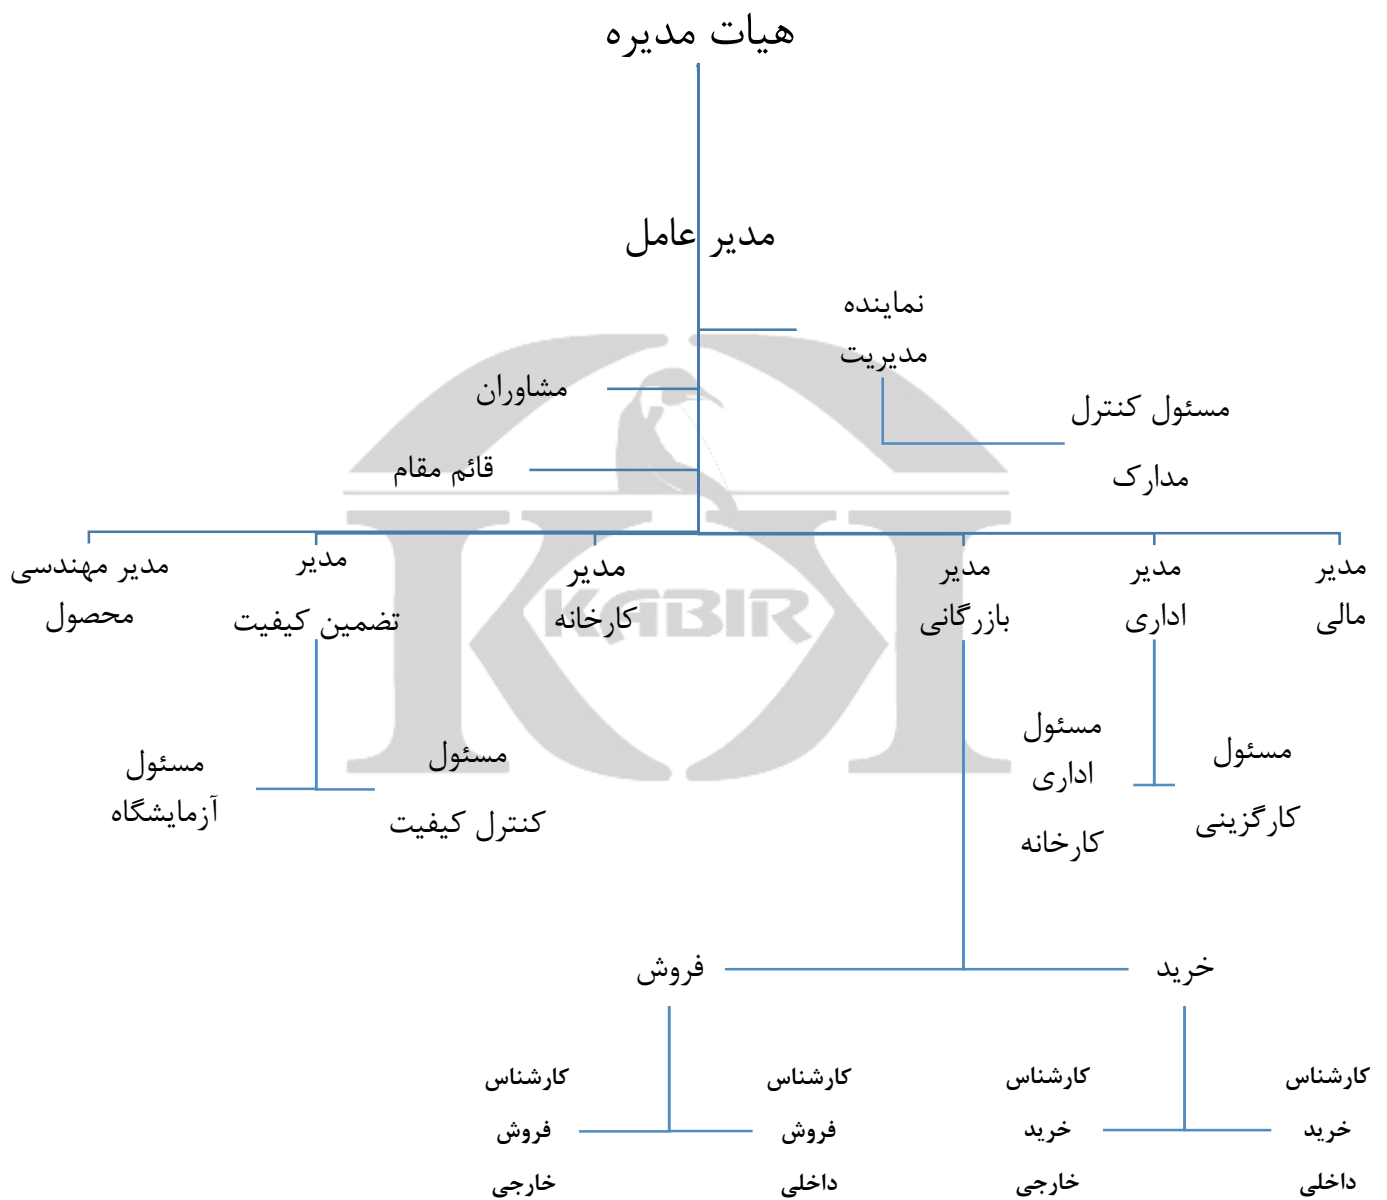 هیات مدیره
مدیر عامل
نماینده
مدیریت
مشاوران
مسئول کنترل
مدارک
قائم مقام
مدیر
مالی
مدیر
اداری
مدیر
بازرگانی
مدیر
کارخانه
مدیر
تضمین کیفیت
مدیر مهندسی
محصول
KABIR
مسئول
کارگزینی
مسئول
اداری
کارخانه
مسئول
کنترل کیفیت
مسئول
آزمایشگاه
خرید
فروش
کارشناس
خرید
داخلی
کارشناس
خرید
خارجی
کارشناس
فروش
داخلی
کارشناس
فروش
خارجی